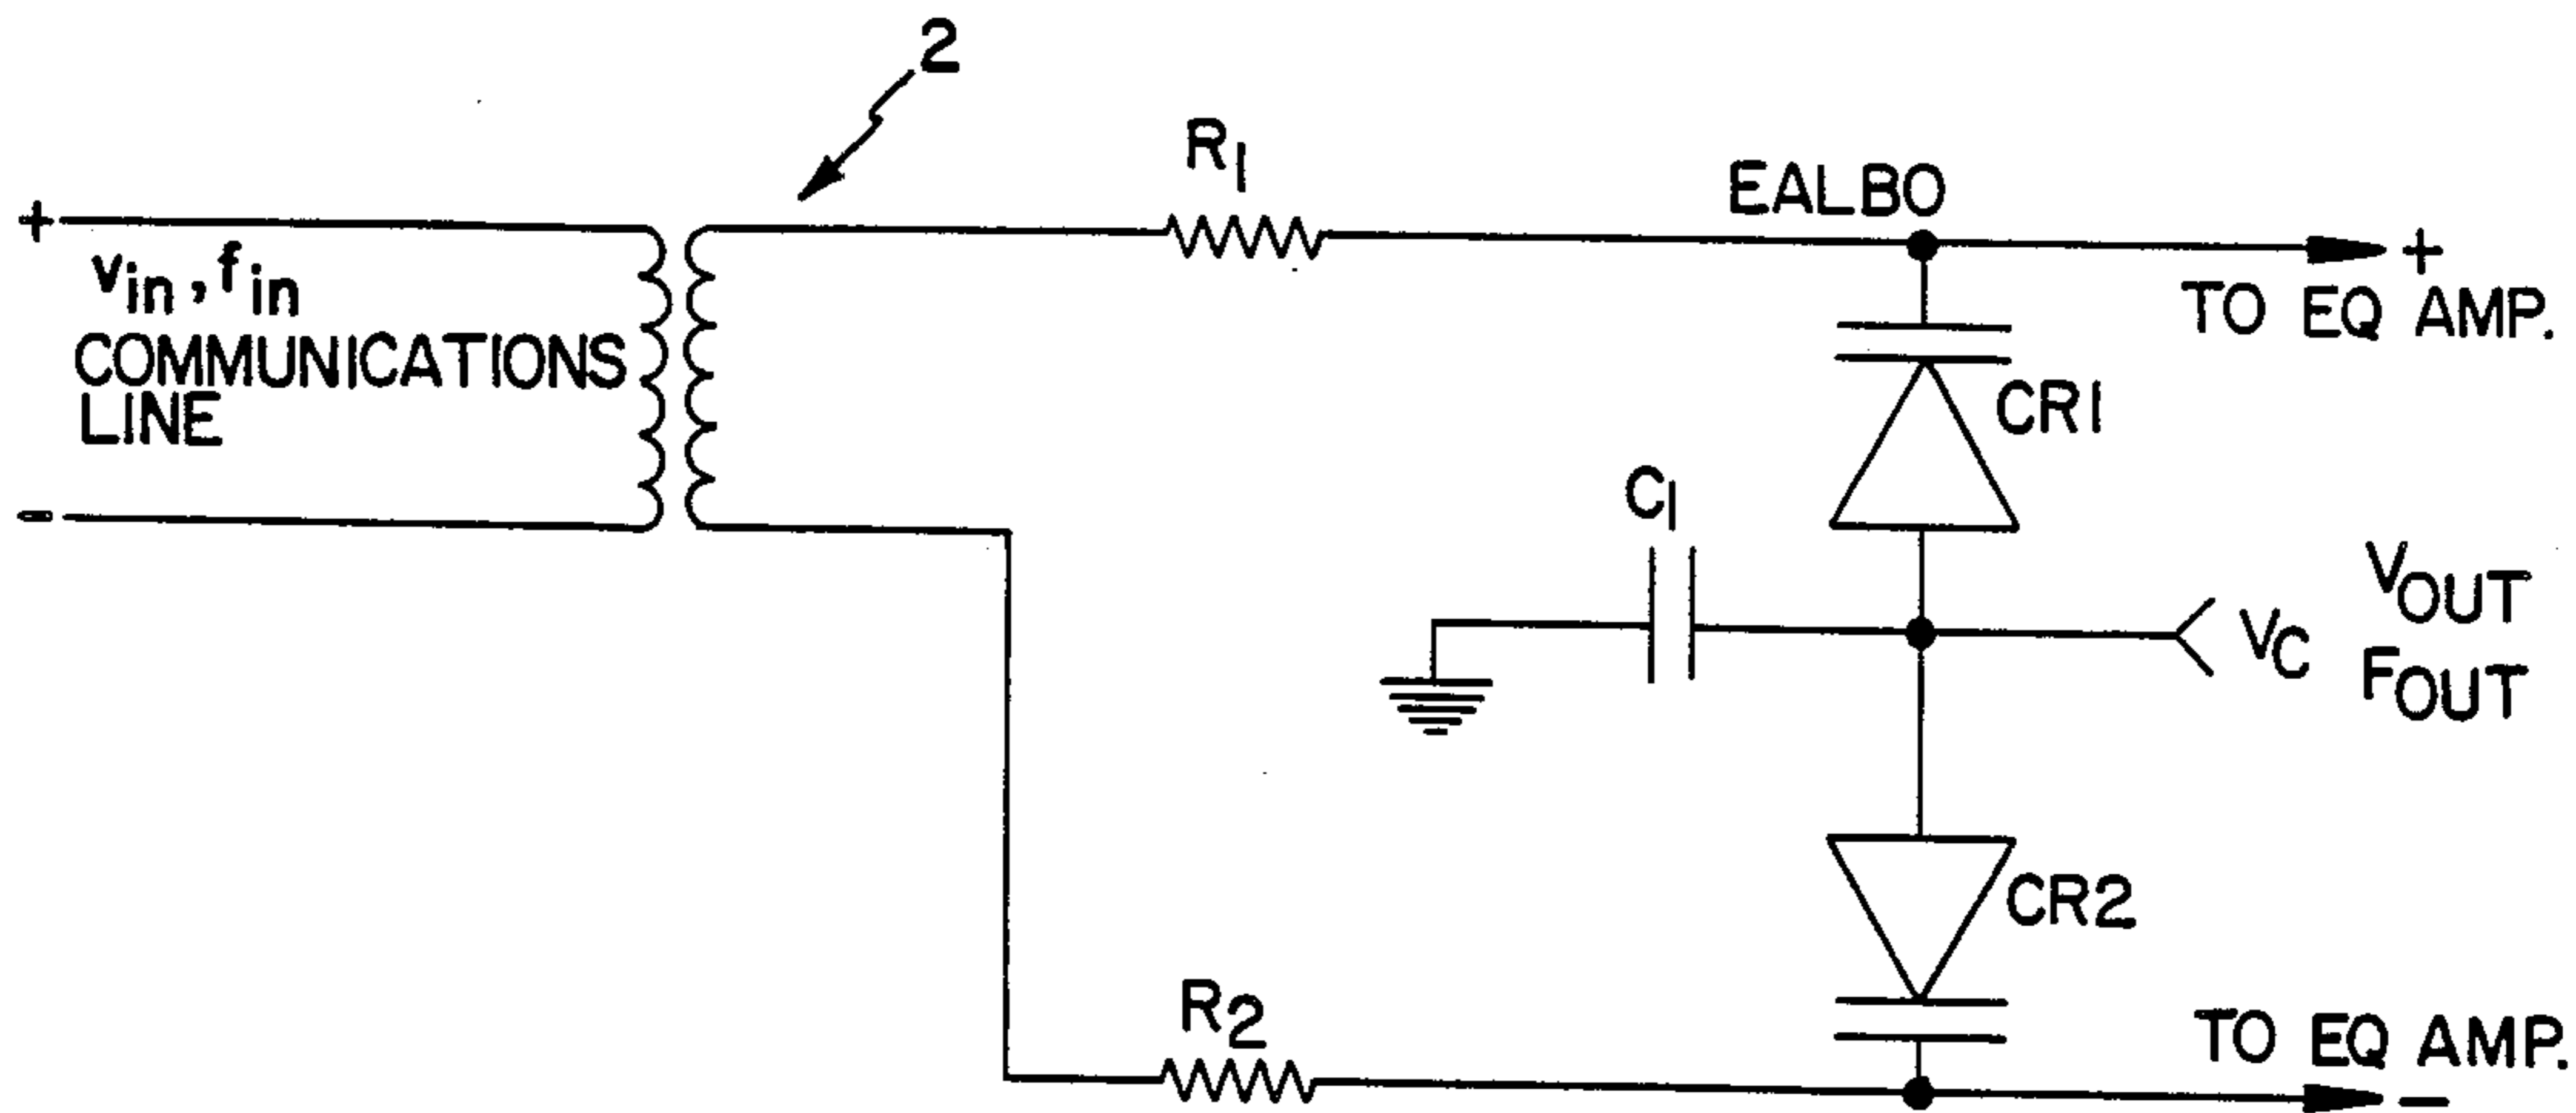 2
R1
EALBO
+
+
vin, fin
COMMUNICATIONS
LINE
-
TO EQ AMP.
CR1
C1
VC
VOUT
FOUT
CR2
R2
TO EQ AMP.
-